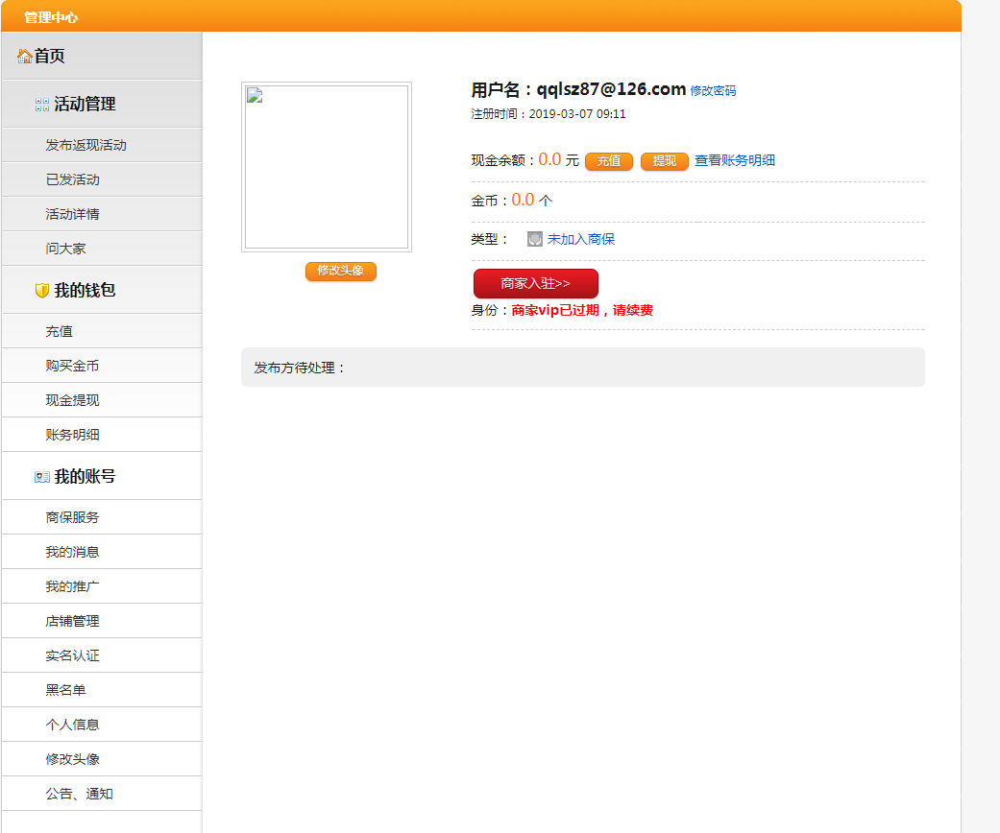 管理中心
首页
活动管理
发布返现活动
已发活动
活动详情
问大家
我的钱包
充值
购买金币
现金提现
账务明细
我的账号
商保服务
我的消息
我的推广
店铺管理
实名认证
黑名单
个人信息
修改头像
公告、通知
修改头像
用户名：qqlsz87@126.com 修改密码
注册时间：2019-03-07 09:11
现金余额：0.0 元 充值 提现 查看账务明细
金币：0.0 个
类型： 未加入商保
商家入驻>>
身份：商家vip已过期，请续费
发布方待处理：